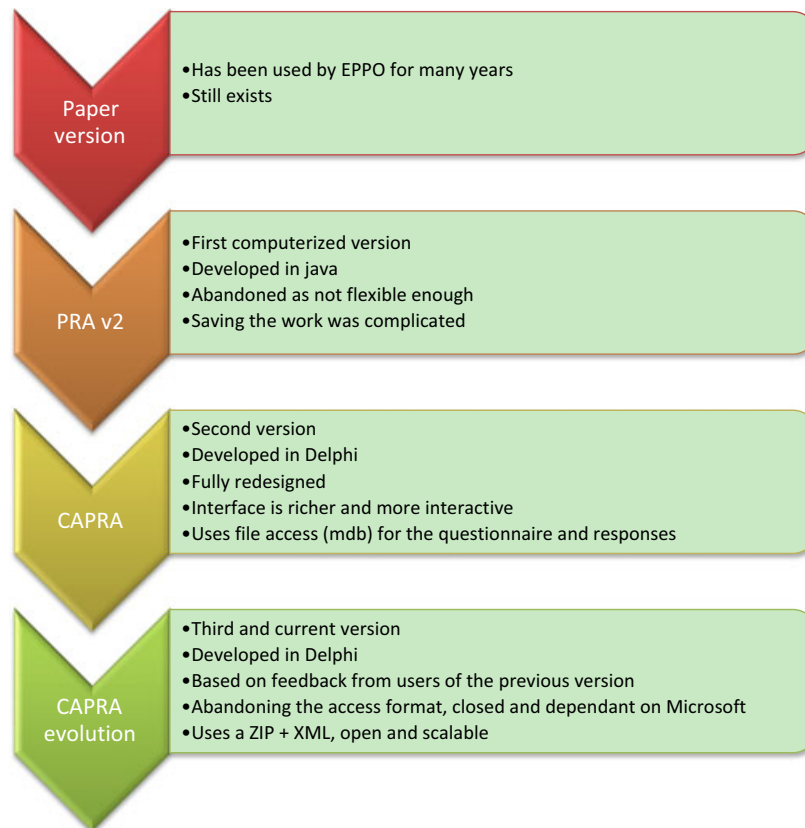 Paper
version
•Has been used by EPPO for many years
•Still exists
PRA v2
•First computerized version
•Developed in java
•Abandoned as not flexible enough
•Saving the work was complicated
CAPRA
•Second version
•Developed in Delphi
•Fully redesigned
•Interface is richer and more interactive
•Uses file access (mdb) for the questionnaire and responses
CAPRA
evolution
•Third and current version
•Developed in Delphi
•Based on feedback from users of the previous version
•Abandoning the access format, closed and dependant on Microsoft
•Uses a ZIP + XML, open and scalable